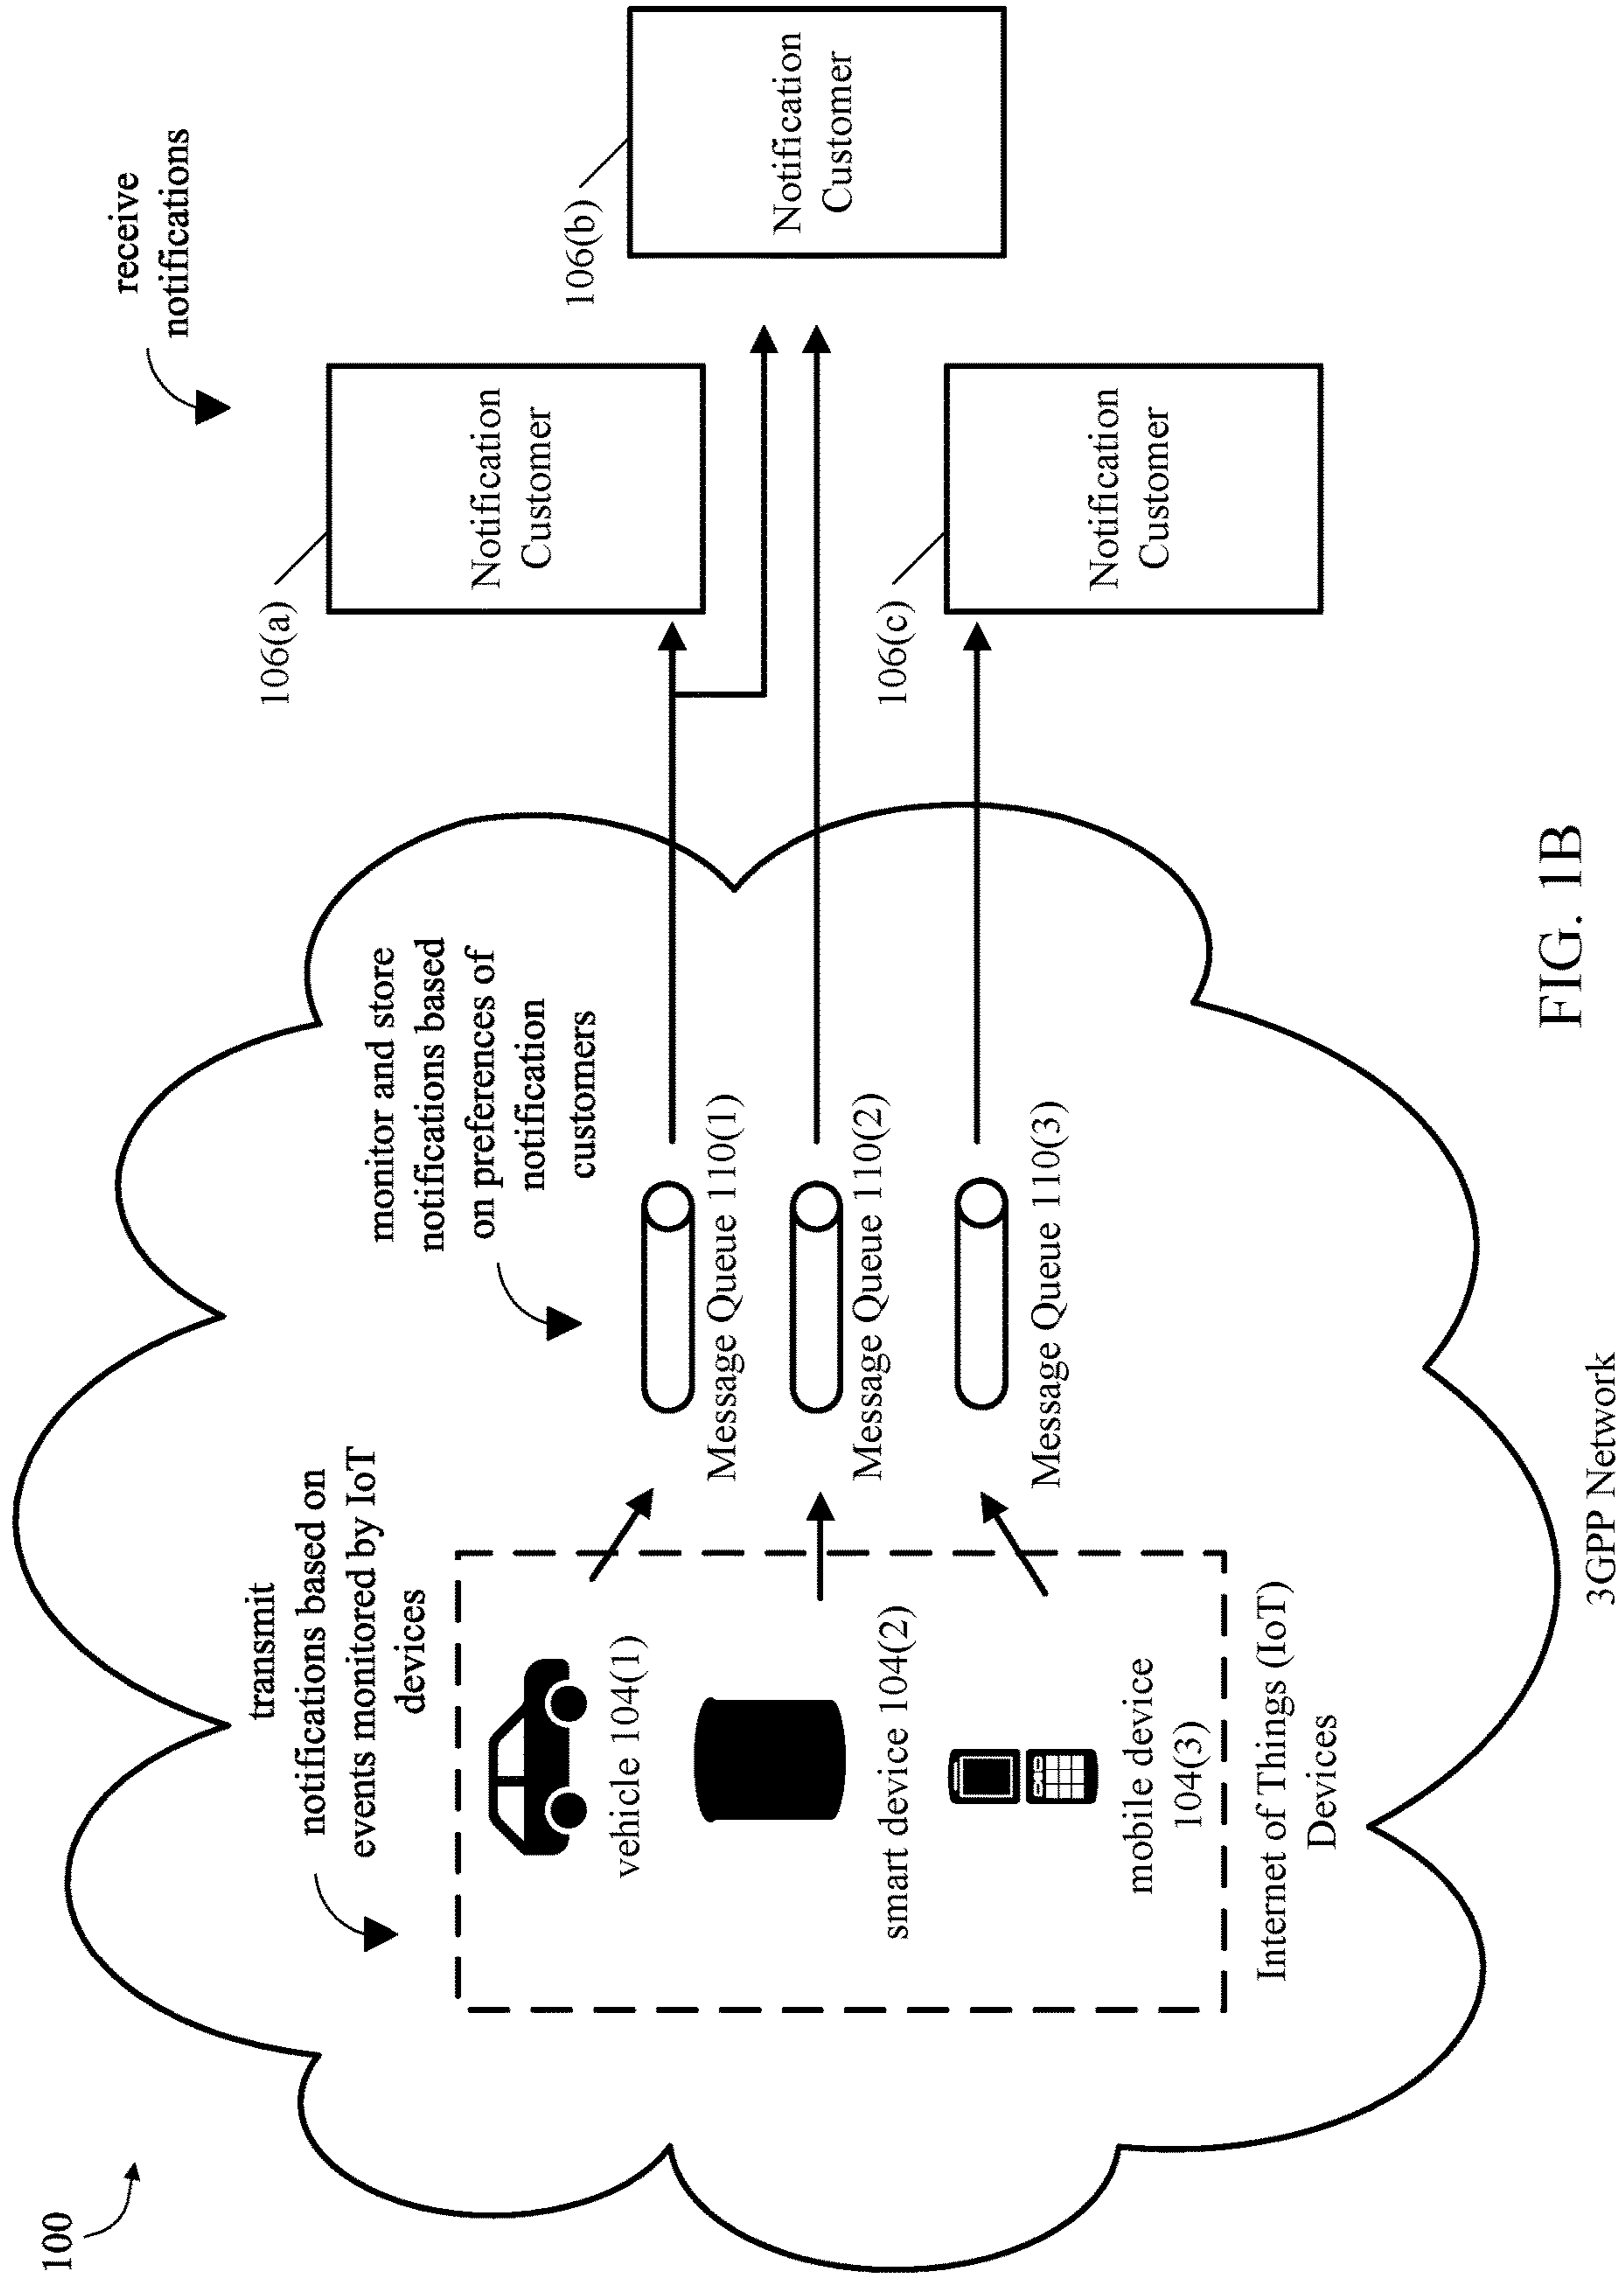 100
receive
notifications
106(a)
Notification
Customer
106(b)
Notification
Customer
106(c)
Notification
Customer
monitor and store
notifications based
on preferences of
notification
customers
Message Queue 110(1)
Message Queue 110(2)
Message Queue 110(3)
transmit
notifications based on
events monitored by IoT
devices
vehicle 104(1)
smart device 104(2)
mobile device
104(3)
Internet of Things (IoT)
Devices
3GPP Network
FIG. 1B